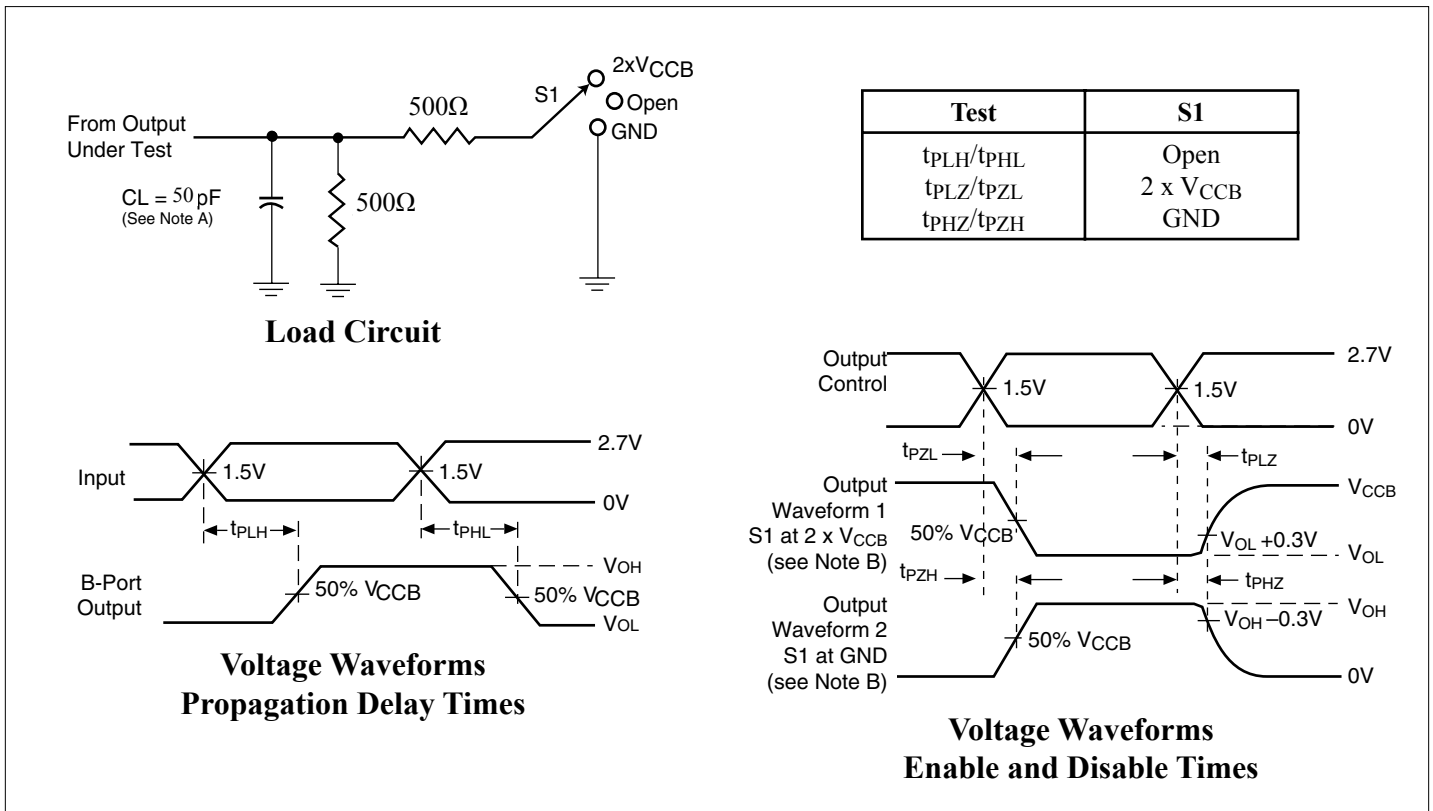 2xVCCB
S1
Open
GND
500Ω
From Output
Under Test
CL = 50 pF
(See Note A)
500Ω
Load Circuit
Test S1
tPLH/tPHL Open
tPLZ/tPZL 2 x VCCB
tPHZ/tPZH GND
Input
1.5V
1.5V
2.7V
0V
tPLH
tPHL
B-Port
Output
50% VCCB
50% VCCB
VOH
VOL
Voltage Waveforms
Propagation Delay Times
Output
Control
1.5V
1.5V
2.7V
0V
tPZL
tPLZ
Output
Waveform 1
S1 at 2 x VCCB
(see Note B)
50% VCCB
VCCB
VOL +0.3V
VOL
tPZH
tPHZ
Output
Waveform 2
S1 at GND
(see Note B)
50% VCCB
VOH
VOH –0.3V
0V
Voltage Waveforms
Enable and Disable Times